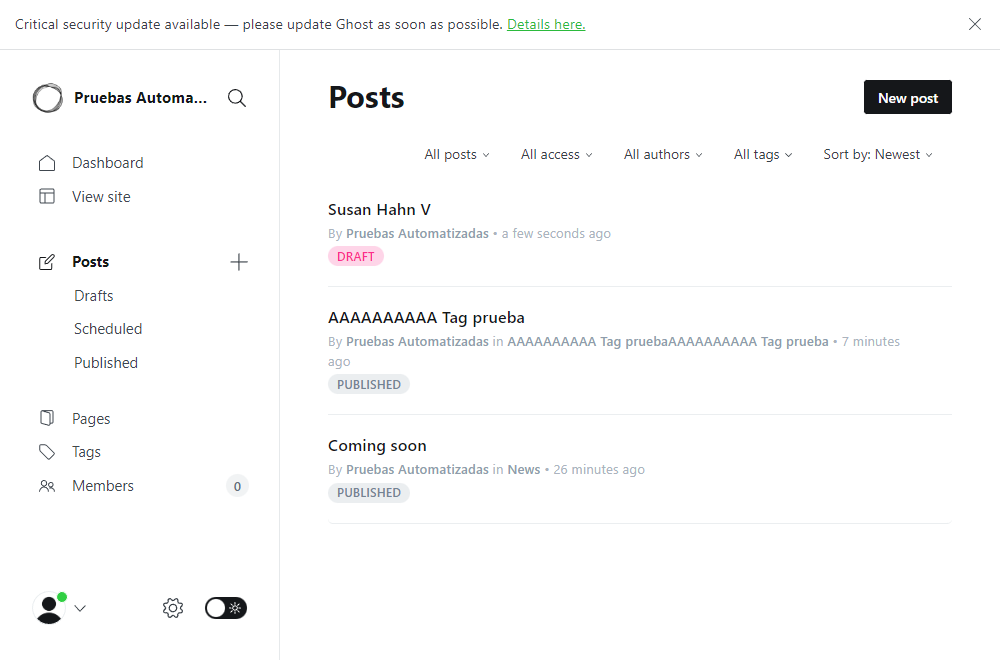 Critical security update available — please update Ghost as soon as possible. Details here.
Pruebas Automa...
Dashboard
View site
Posts
Drafts
Scheduled
Published
Pages
Tags
Members 0
Posts
New post
All posts All access All authors All tags Sort by: Newest
Susan Hahn V
By Pruebas Automatizadas • a few seconds ago
DRAFT
AAAAAAAAAA Tag prueba
By Pruebas Automatizadas in AAAAAAAAAA Tag pruebaAAAAAAAAAA Tag prueba • 7 minutes
ago
PUBLISHED
Coming soon
By Pruebas Automatizadas in News • 26 minutes ago
PUBLISHED